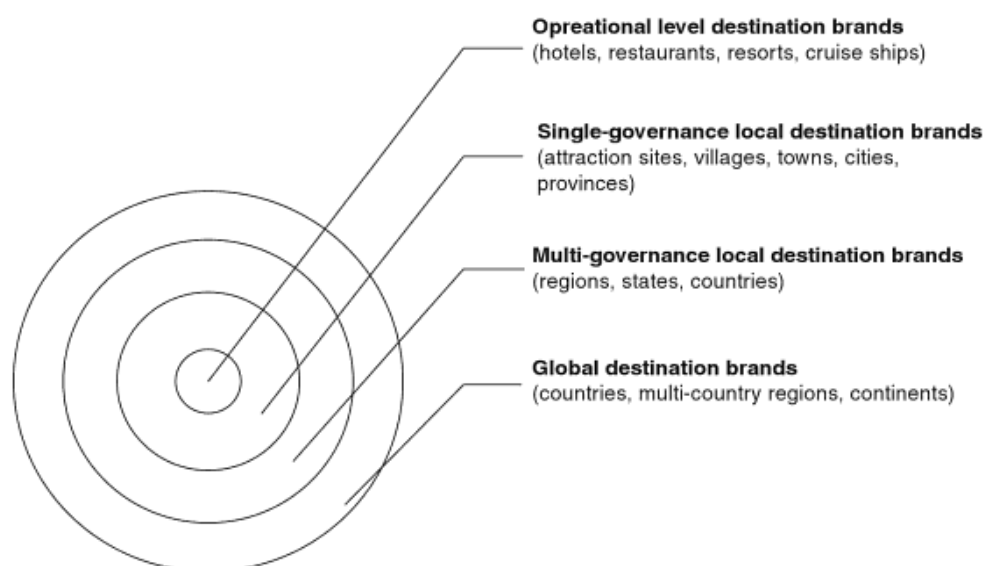 Opreational level destination brands
(hotels, restaurants, resorts, cruise ships)
Single-governance local destination brands
(attraction sites, villages, towns, cities,
provinces)
Multi-governance local destination brands
(regions, states, countries)
Global destination brands
(countries, multi-country regions, continents)